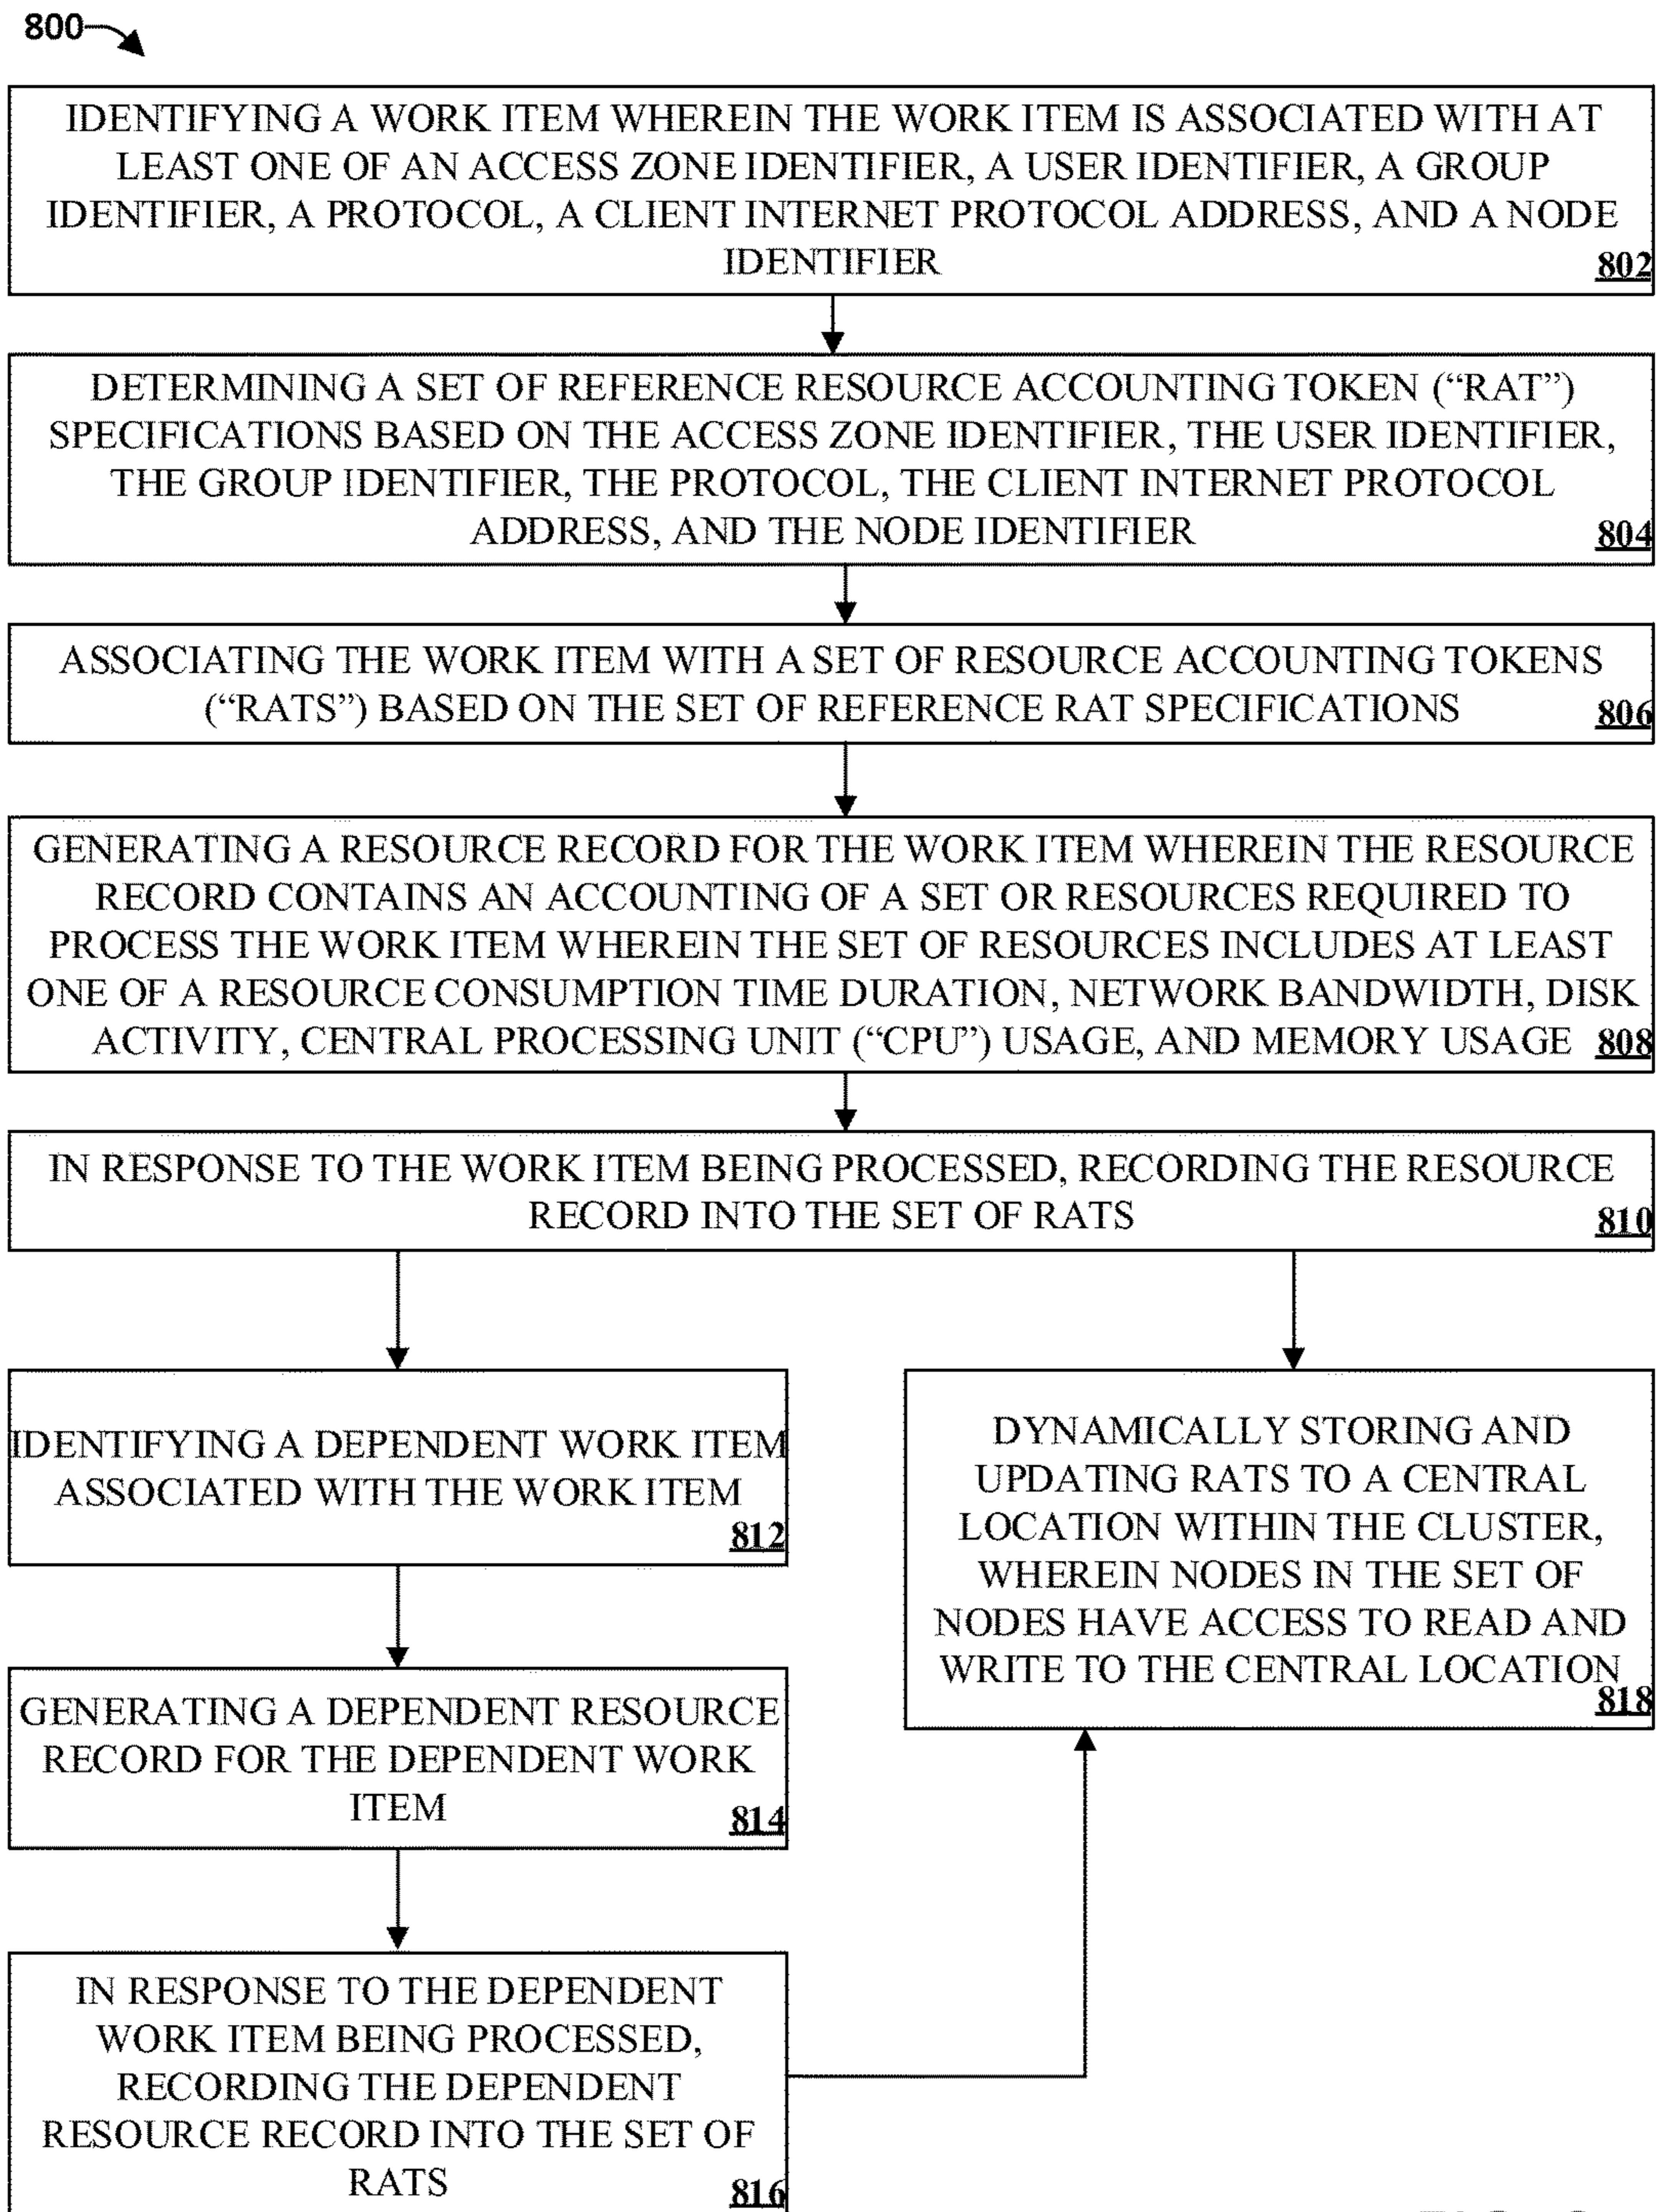 800
IDENTIFYING A WORK ITEM WHEREIN THE WORK ITEM IS ASSOCIATED WITH AT
LEAST ONE OF AN ACCESS ZONE IDENTIFIER, A USER IDENTIFIER, A GROUP
IDENTIFIER, A PROTOCOL, A CLIENT INTERNET PROTOCOL ADDRESS, AND A NODE
IDENTIFIER
802
DETERMINING A SET OF REFERENCE RESOURCE ACCOUNTING TOKEN (“RAT”)
SPECIFICATIONS BASED ON THE ACCESS ZONE IDENTIFIER, THE USER IDENTIFIER,
THE GROUP IDENTIFIER, THE PROTOCOL, THE CLIENT INTERNET PROTOCOL
ADDRESS, AND THE NODE IDENTIFIER
804
ASSOCIATING THE WORK ITEM WITH A SET OF RESOURCE ACCOUNTING TOKENS
(“RATS”) BASED ON THE SET OF REFERENCE RAT SPECIFICATIONS
806
GENERATING A RESOURCE RECORD FOR THE WORK ITEM WHEREIN THE RESOURCE
RECORD CONTAINS AN ACCOUNTING OF A SET OR RESOURCES REQUIRED TO
PROCESS THE WORK ITEM WHEREIN THE SET OF RESOURCES INCLUDES AT LEAST
ONE OF A RESOURCE CONSUMPTION TIME DURATION, NETWORK BANDWIDTH, DISK
ACTIVITY, CENTRAL PROCESSING UNIT (“CPU”) USAGE, AND MEMORY USAGE 808
IN RESPONSE TO THE WORK ITEM BEING PROCESSED, RECORDING THE RESOURCE
RECORD INTO THE SET OF RATS
810
IDENTIFYING A DEPENDENT WORK ITEM
ASSOCIATED WITH THE WORK ITEM
812
GENERATING A DEPENDENT RESOURCE
RECORD FOR THE DEPENDENT WORK
ITEM
814
IN RESPONSE TO THE DEPENDENT
WORK ITEM BEING PROCESSED,
RECORDING THE DEPENDENT
RESOURCE RECORD INTO THE SET OF
RATS
816
DYNAMICALLY STORING AND
UPDATING RATS TO A CENTRAL
LOCATION WITHIN THE CLUSTER,
WHEREIN NODES IN THE SET OF
NODES HAVE ACCESS TO READ AND
WRITE TO THE CENTRAL LOCATION
818